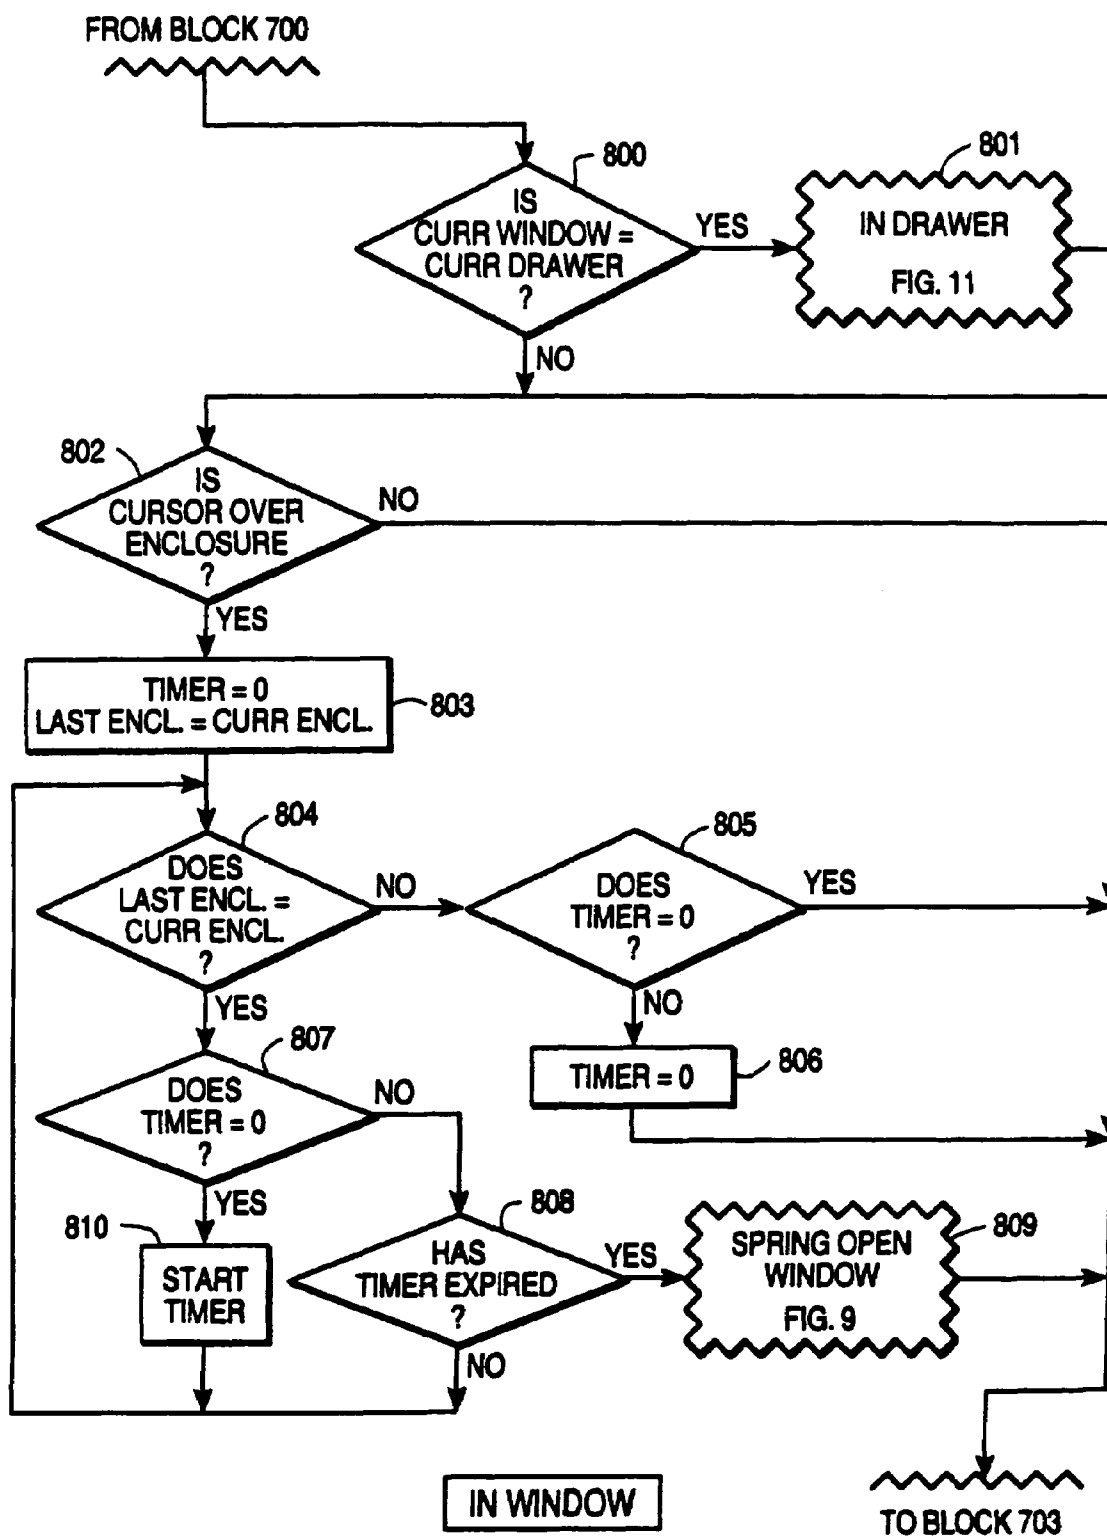 FROM BLOCK 700
800
IS
CURR WINDOW =
CURR DRAWER
?
YES
NO
801
IN DRAWER
FIG. 11
802
IS
CURSOR OVER
ENCLOSURE
?
NO
YES
TIMER = 0
LAST ENCL. = CURR ENCL.
803
804
DOES
LAST ENCL. =
CURR ENCL.
?
NO
YES
805
DOES
TIMER = 0
?
YES
NO
TIMER = 0
806
807
DOES
TIMER = 0
?
NO
YES
810
START
TIMER
808
HAS
TIMER EXPIRED
?
YES
NO
809
SPRING OPEN
WINDOW
FIG. 9
IN WINDOW
TO BLOCK 703